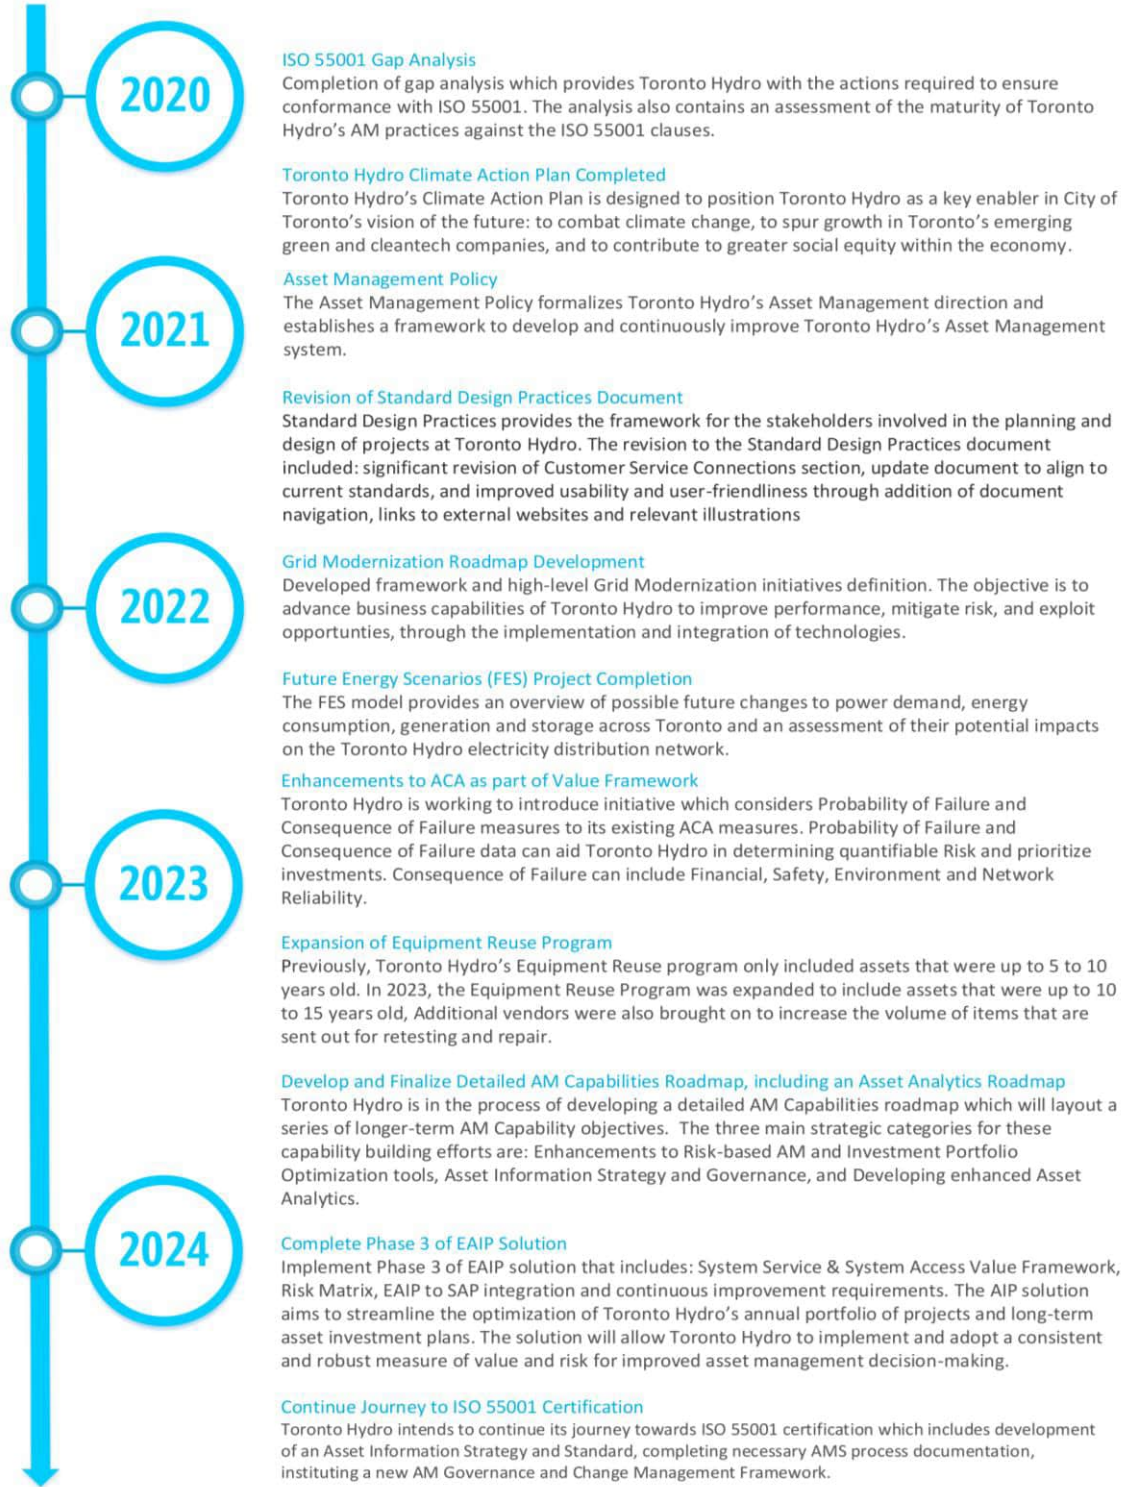 2020
ISO 55001 Gap Analysis
Completion of gap analysis which provides Toronto Hydro with the actions required to ensure
conformance with ISO 55001. The analysis also contains an assessment of the maturity of Toronto
Hydro's AM practices against the ISO 55001 clauses.
Toronto Hydro Climate Action Plan Completed
Toronto Hydro's Climate Action Plan is designed to position Toronto Hydro as a key enabler in City of
Toronto's vision of the future: to combat climate change, to spur growth in Toronto's emerging
green and cleantech companies, and to contribute to greater social equity within the economy.
2021
Asset Management Policy
The Asset Management Policy formalizes Toronto Hydro's Asset Management direction and
establishes a framework to develop and continuously improve Toronto Hydro's Asset Management
system.
Revision of Standard Design Practices Document
Standard Design Practices provides the framework for the stakeholders involved in the planning and
design of projects at Toronto Hydro. The revision to the Standard Design Practices document
included: significant revision of Customer Service Connections section, update document to align to
current standards, and improved usability and user-friendliness through addition of document
navigation, links to external websites and relevant illustrations
2022
Grid Modernization Roadmap Development
Developed framework and high-level Grid Modernization initiatives definition. The objective is to
advance business capabilities of Toronto Hydro to improve performance, mitigate risk, and exploit
opportunties, through the implementation and integration of technologies.
Future Energy Scenarios (FES) Project Completion
The FES model provides an overview of possible future changes to power demand, energy
consumption, generation and storage across Toronto and an assessment of their potential impacts
on the Toronto Hydro electricity distribution network.
2023
Enhancements to ACA as part of Value Framework
Toronto Hydro is working to introduce initiative which considers Probability of Failure and
Consequence of Failure measures to its existing ACA measures. Probability of Failure and
Consequence of Failure data can aid Toronto Hydro in determining quantifiable Risk and prioritize
investments. Consequence of Failure can include Financial, Safety, Environment and Network
Reliability.
Expansion of Equipment Reuse Program
Previously, Toronto Hydro's Equipment Reuse program only included assets that were up to 5 to 10
years old. In 2023, the Equipment Reuse Program was expanded to include assets that were up to 10
to 15 years old, Additional vendors were also brought on to increase the volume of items that are
sent out for retesting and repair.
2024
Develop and Finalize Detailed AM Capabilities Roadmap, including an Asset Analytics Roadmap
Toronto Hydro is in the process of developing a detailed AM Capabilities roadmap which will layout a
series of longer-term AM Capability objectives.  The three main strategic categories for these
capability building efforts are: Enhancements to Risk-based AM and Investment Portfolio
Optimization tools, Asset Information Strategy and Governance, and Developing enhanced Asset
Analytics.
Complete Phase 3 of EAIP Solution
Implement Phase 3 of EAIP solution that includes: System Service & System Access Value Framework,
Risk Matrix, EAIP to SAP integration and continuous improvement requirements. The AIP solution
aims to streamline the optimization of Toronto Hydro's annual portfolio of projects and long-term
asset investment plans. The solution will allow Toronto Hydro to implement and adopt a consistent
and robust measure of value and risk for improved asset management decision-making.
Continue Journey to ISO 55001 Certification
Toronto Hydro intends to continue its journey towards ISO 55001 certification which includes development
of an Asset Information Strategy and Standard, completing necessary AMS process documentation,
instituting a new AM Governance and Change Management Framework.